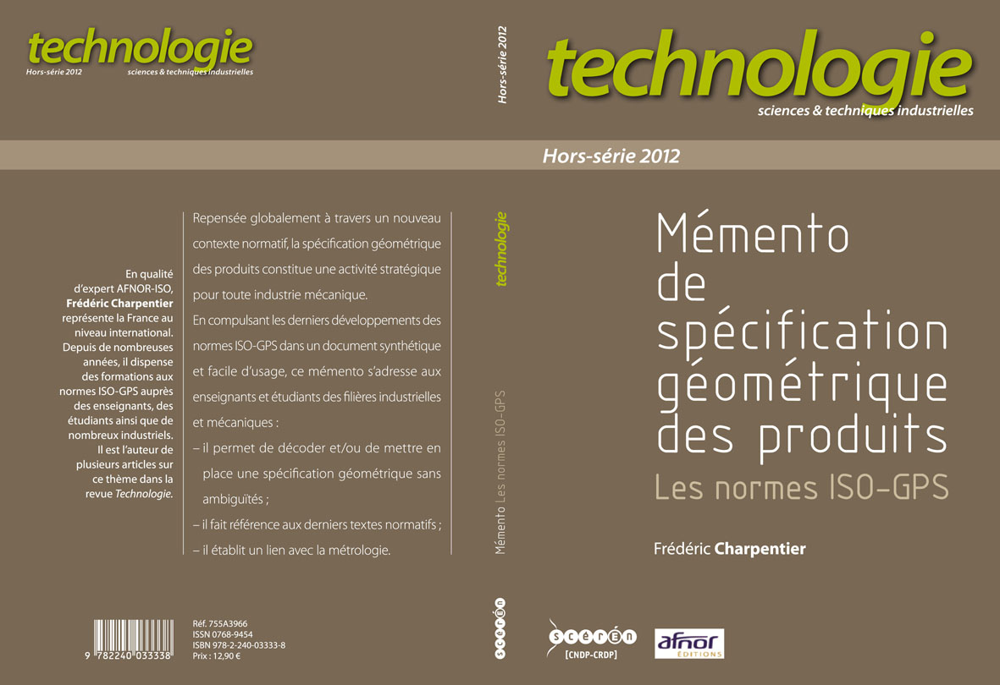 technologie
Hors-série 2012
sciences & techniques industrielles
En qualité
d'expert AFNOR-ISO,
Frédéric Charpentier
représente la France au
niveau international.
Depuis de nombreuses
années, il dispense
des formations aux
normes ISO-GPS auprès
des enseignants, des
étudiants ainsi que de
nombreux industriels.
Il est l'auteur de
plusieurs articles sur
ce thème dans la
revue Technologie.
Repensée globalement à travers un nouveau
contexte normatif, la spécification géométrique
des produits constitue une activité stratégique
pour toute industrie mécanique.
En compulsant les derniers développements des
normes ISO-GPS dans un document synthétique
et facile d'usage, ce mémento s'adresse aux
enseignants et étudiants des filières industrielles
et mécaniques :
– il permet de décoder et/ou de mettre en
place une spécification géométrique sans
ambiguïtés ;
– il fait référence aux derniers textes normatifs ;
– il établit un lien avec la métrologie.
9 782240 033338
Réf. 755A3966
ISSN 0768-9454
ISBN 978-2-240-03333-8
Prix : 12,90 €
Hors-série 2012
technologie
Mémento Les normes ISO-GPS
scérén
technologie
sciences & techniques industrielles
Hors-série 2012
Mémento
de
spécification
géométrique
des produits
Les normes ISO-GPS
Frédéric Charpentier
scérén
[CNDP-CRDP]
afnor
ÉDITIONS